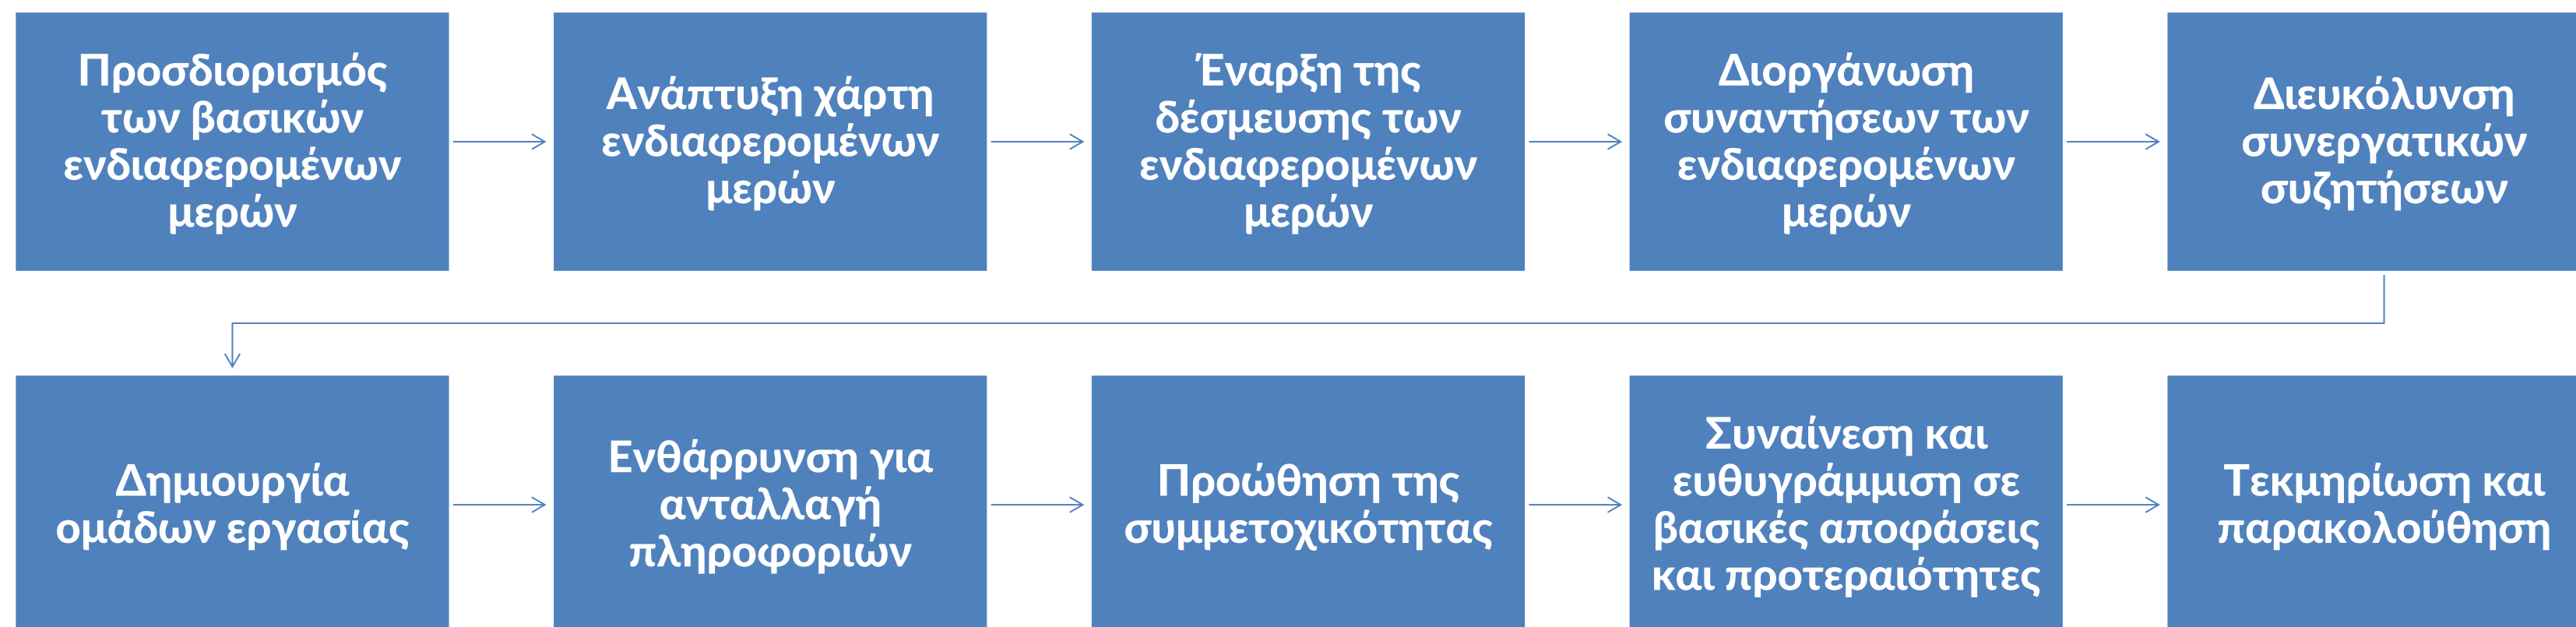 Προσδιορισμός
των βασικών
ενδιαφερομένων
μερών
Ανάπτυξη χάρτη
ενδιαφερομένων
μερών
Έναρξη της
δέσμευσης των
ενδιαφερομένων
μερών
Διοργάνωση
συναντήσεων των
ενδιαφερομένων
μερών
Διευκόλυνση
συνεργατικών
συζητήσεων
Δημιουργία
ομάδων εργασίας
Ενθάρρυνση για
ανταλλαγή
πληροφοριών
Προώθηση της
συμμετοχικότητας
Συναίνεση και
ευθυγράμμιση σε
βασικές αποφάσεις
και προτεραιότητες
Τεκμηρίωση και
παρακολούθηση